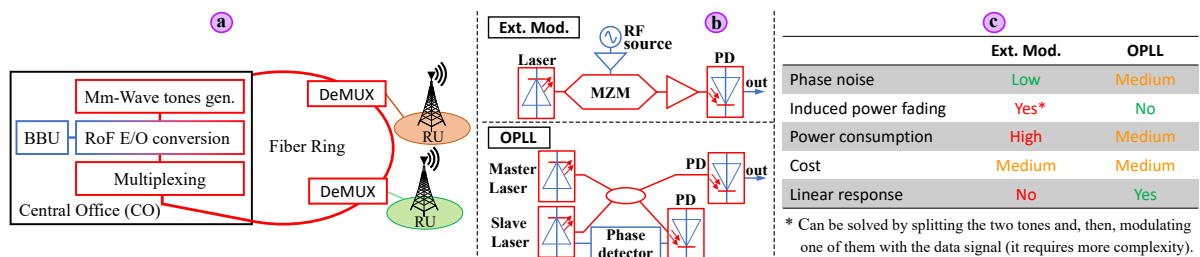 a
Mm-Wave tones gen.
BBU
RoF E/O conversion
Multiplexing
Central Office (CO)
Fiber Ring
DeMUX
DeMUX
RU
RU
b
Ext. Mod.
RF
source
Laser
MZM
PD
out
OPLL
Master
Laser
Slave
Laser
PD
out
PD
Phase
detector
c
Ext. Mod. OPLL
Phase noise Low Medium
Induced power fading Yes* No
Power consumption High Medium
Cost Medium Medium
Linear response No Yes
* Can be solved by splitting the two tones and, then, modulating
one of them with the data signal (it requires more complexity).